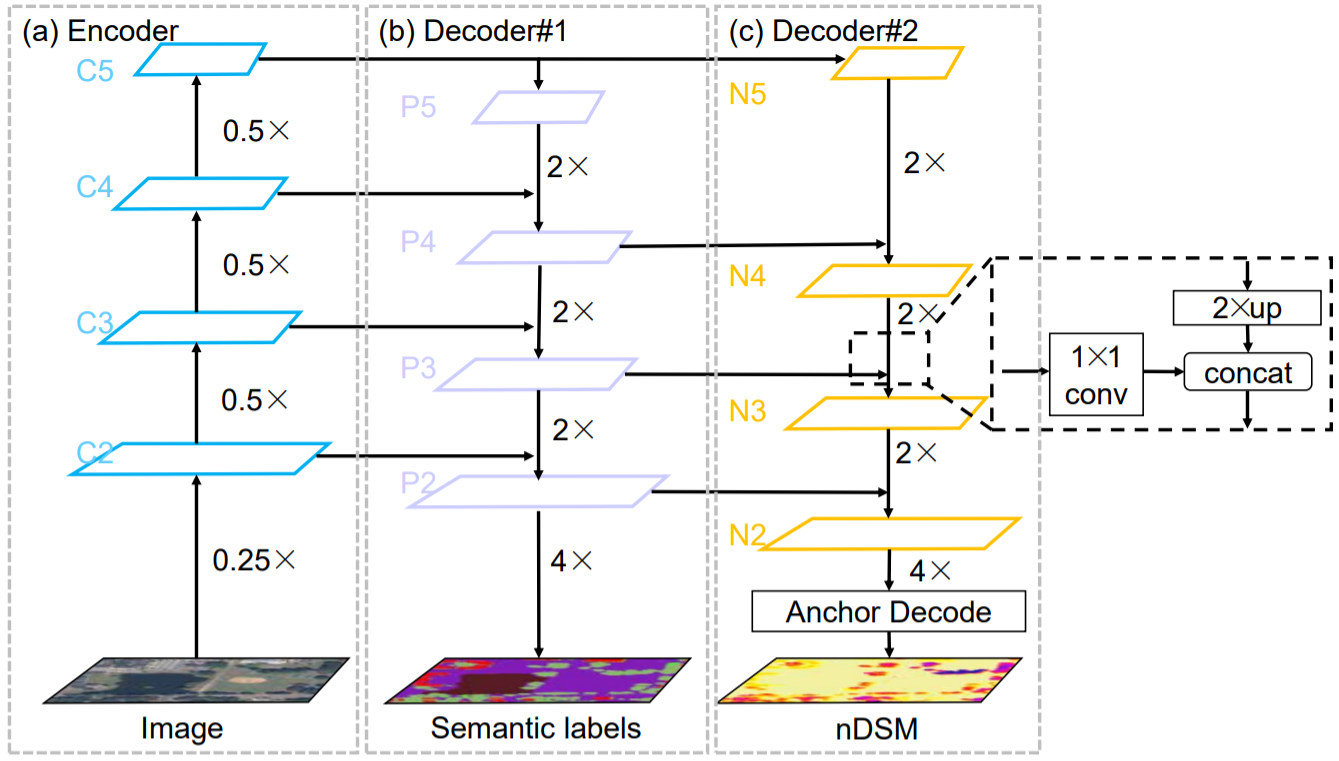 (a) Encoder
C5
0.5×
C4
0.5×
C3
0.5×
C2
0.25×
Image
(b) Decoder#1
P5
2×
P4
2×
P3
2×
P2
4×
Semantic labels
(c) Decoder#2
N5
2×
N4
2×
N3
2×
N2
4×
Anchor Decode
nDSM
2×up
1×1
conv
concat